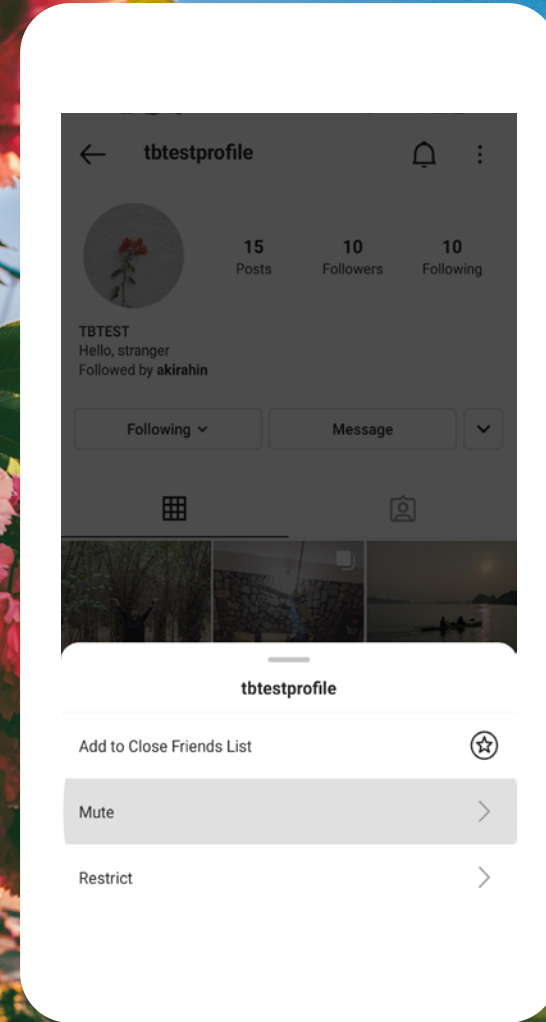 tbtestprofile
15 10 10
Posts Followers Following
TBTEST
Hello, stranger
Followed by akirahin
Following Message
tbtestprofile
Add to Close Friends List
Mute
Restrict